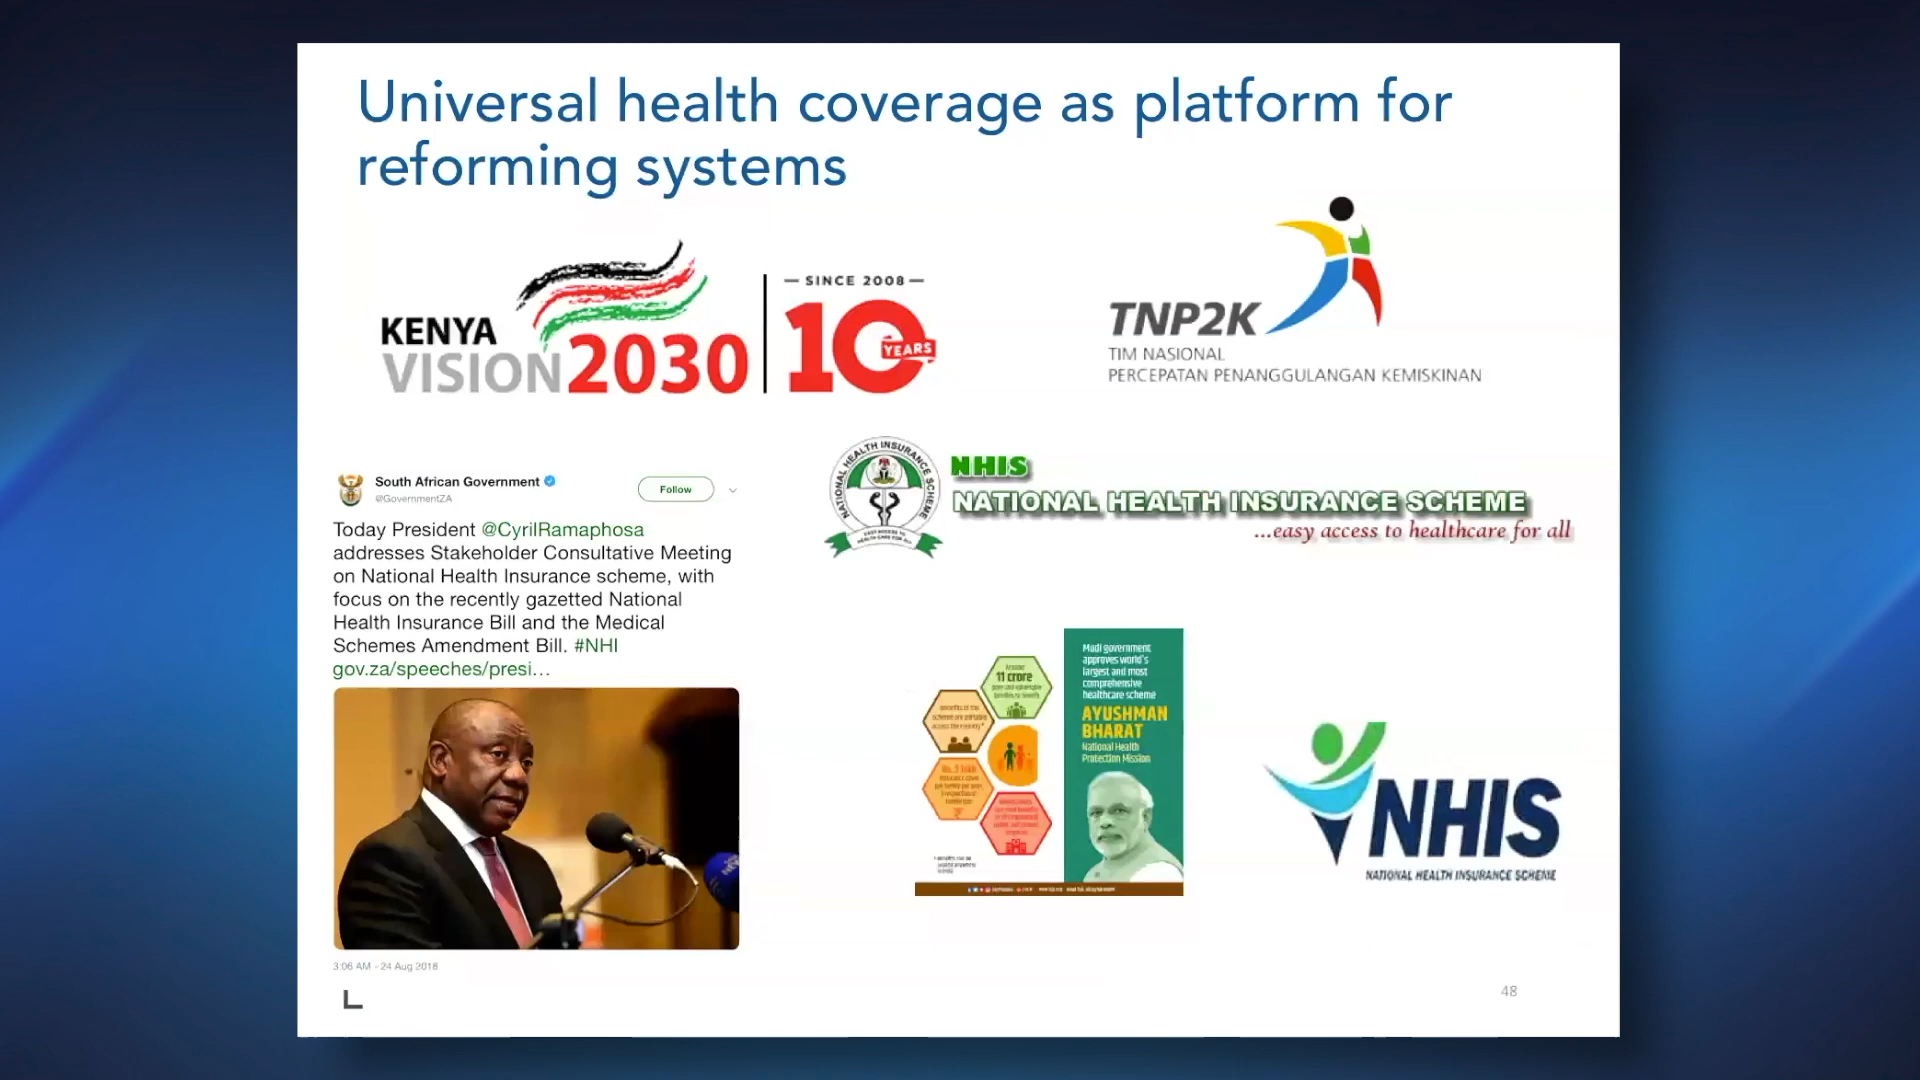 Universal health coverage as platform for
reforming systems
KENYA
VISION 2030
— SINCE 2008 —
10 YEARS
TNP2K
TIM NASIONAL
PERCEPATAN PENANGGULANGAN KEMISKINAN
NATIONAL HEALTH INSURANCE SCHEME
NHIS
NATIONAL HEALTH INSURANCE SCHEME
...easy access to healthcare for all
South African Government
@GovernmentZA
Follow
Today President @CyrilRamaphosa
addresses Stakeholder Consultative Meeting
on National Health Insurance scheme, with
focus on the recently gazetted National
Health Insurance Bill and the Medical
Schemes Amendment Bill. #NHI
gov.za/speeches/presi…
3:06 AM - 24 Aug 2018
11 crore
Modi government
approves world's
largest and most
comprehensive
healthcare scheme
AYUSHMAN
BHARAT
National Health
Protection Mission
NHIS
NATIONAL HEALTH INSURANCE SCHEME
48